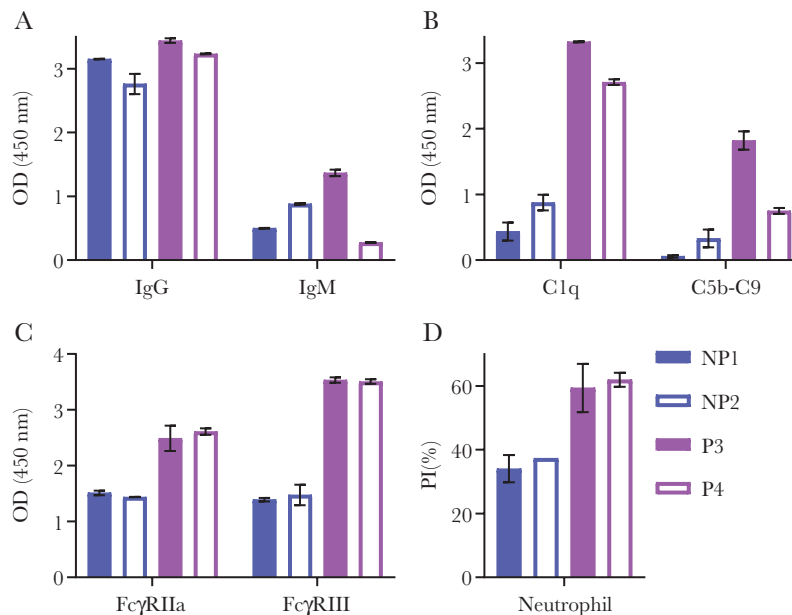 A
OD (450 nm)
3
2
1
0
IgG IgM
B
OD (450 nm)
3
2
1
0
C1q C5b-C9
C
OD (450 nm)
4
3
2
1
0
FcγRIIa FcγRIII
D
PI(%)
60
40
20
0
Neutrophil
NP1
NP2
P3
P4